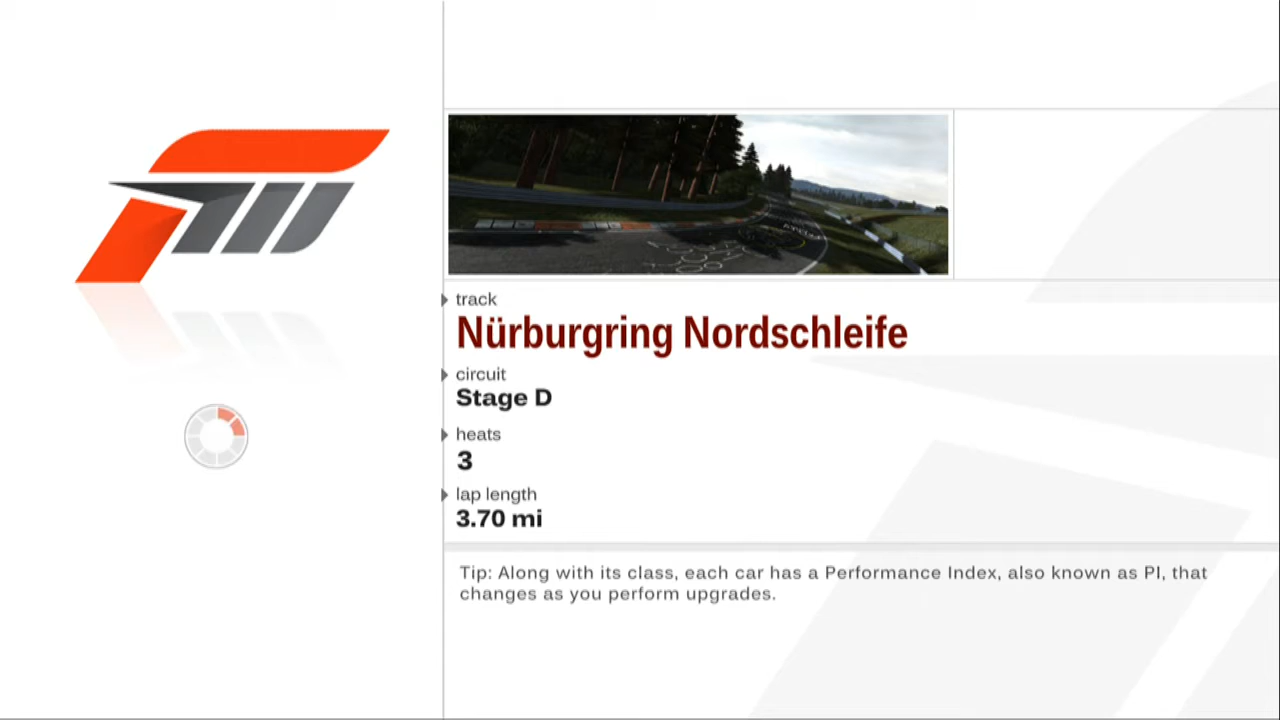 track
Nürburgring Nordschleife
circuit
Stage D
heats
3
lap length
3.70 mi
Tip: Along with its class, each car has a Performance Index, also known as PI, that
changes as you perform upgrades.